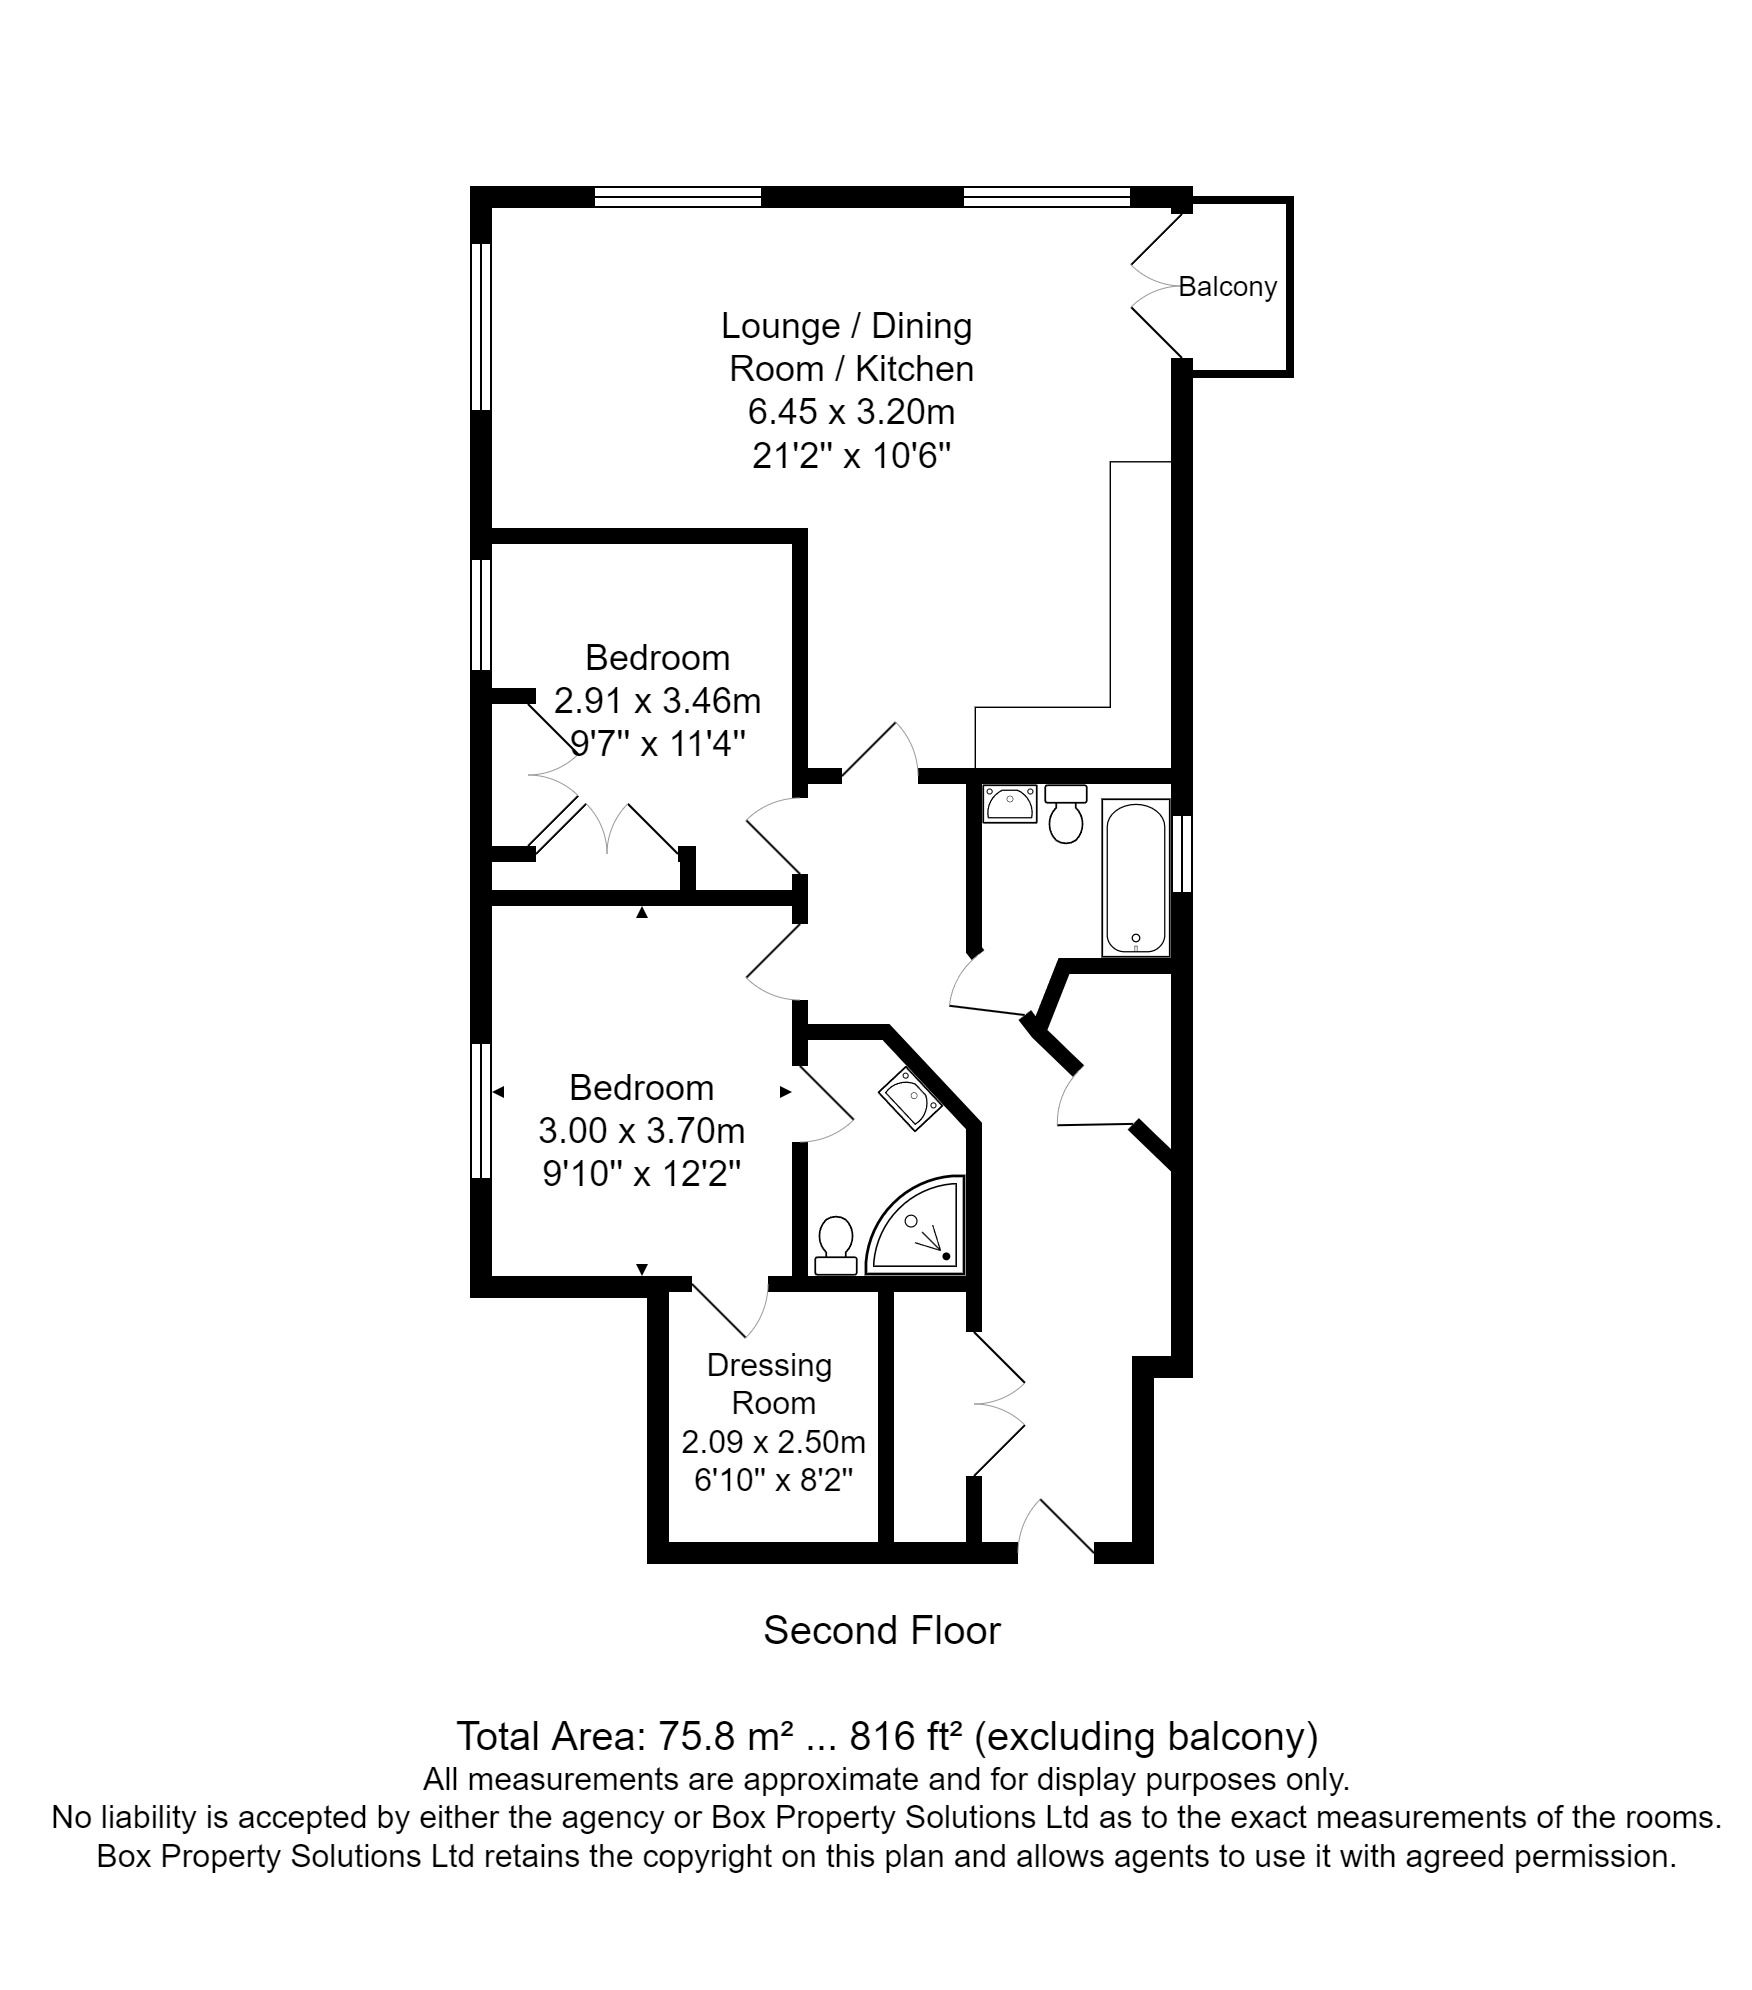 Balcony
Lounge / Dining
Room / Kitchen
6.45 x 3.20m
21'2" x 10'6"
Bedroom
2.91 x 3.46m
9'7" x 11'4"
Bedroom
3.00 x 3.70m
9'10" x 12'2"
Dressing
Room
2.09 x 2.50m
6'10" x 8'2"
Second Floor
Total Area: 75.8 m² ... 816 ft² (excluding balcony)
All measurements are approximate and for display purposes only.
No liability is accepted by either the agency or Box Property Solutions Ltd as to the exact measurements of the rooms.
Box Property Solutions Ltd retains the copyright on this plan and allows agents to use it with agreed permission.